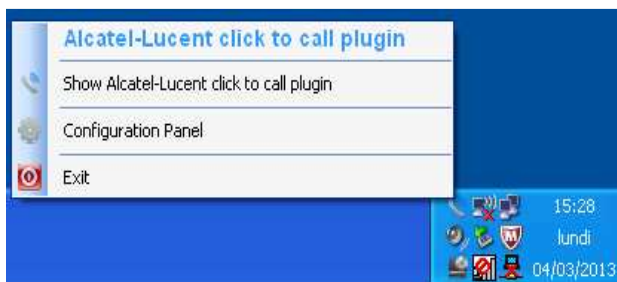 Alcatel-Lucent click to call plugin
Show Alcatel-Lucent click to call plugin
Configuration Panel
Exit
15:28
lundi
04/03/2013